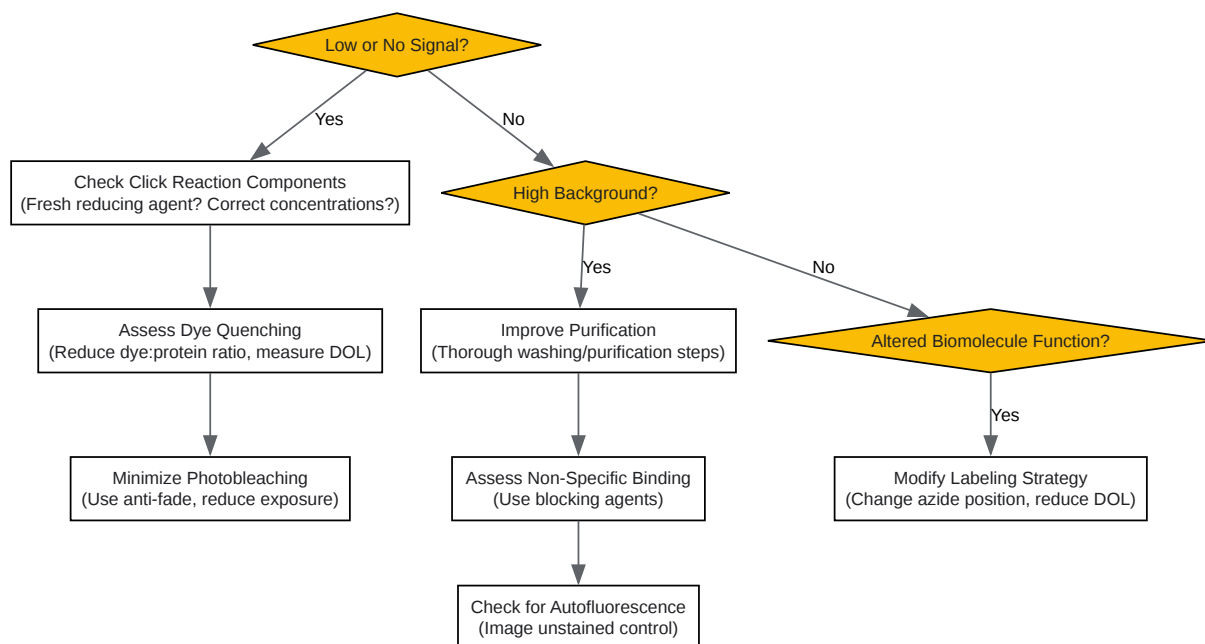 Low or No Signal?
Yes
No
Check Click Reaction Components
(Fresh reducing agent? Correct concentrations?)
High Background?
Yes
No
Assess Dye Quenching
(Reduce dye:protein ratio, measure DOL)
Improve Purification
(Thorough washing/purification steps)
Altered Biomolecule Function?
Yes
Minimize Photobleaching
(Use anti-fade, reduce exposure)
Assess Non-Specific Binding
(Use blocking agents)
Modify Labeling Strategy
(Change azide position, reduce DOL)
Check for Autofluorescence
(Image unstained control)